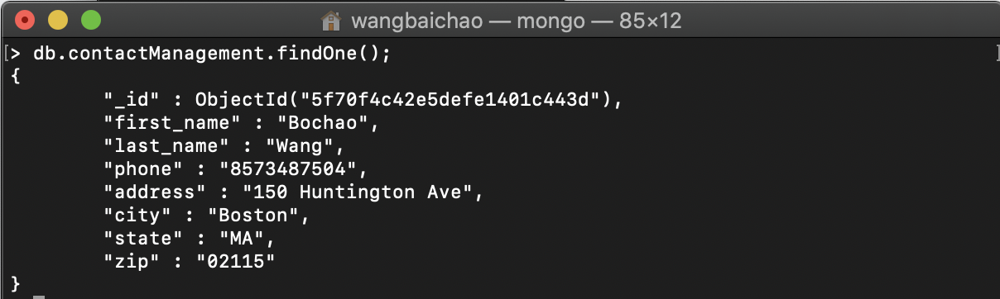 wangbaichao — mongo — 85×12
[> db.contactManagement.findOne(); ]
{
"_id" : ObjectId("5f70f4c42e5defe1401c443d"),
"first_name" : "Bochao",
"last_name" : "Wang",
"phone" : "8573487504",
"address" : "150 Huntington Ave",
"city" : "Boston",
"state" : "MA",
"zip" : "02115"
}